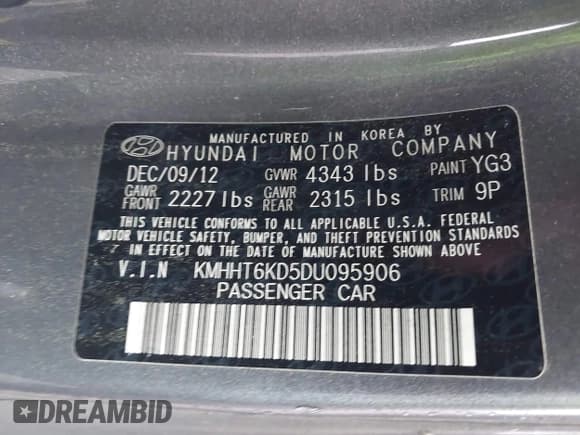 MANUFACTURED IN KOREA BY
HYUNDAI MOTOR COMPANY
DEC/09/12 GVWR 4343 lbs PAINT YG3
GAWR FRONT 2227 lbs GAWR REAR 2315 lbs TRIM 9P
THIS VEHICLE CONFORMS TO ALL APPLICABLE U.S.A. FEDERAL
MOTOR VEHICLE SAFETY, BUMPER, AND THEFT PREVENTION STANDARDS
IN EFFECT ON THE DATE OF MANUFACTURE SHOWN ABOVE
V.I.N KMHHT6KD5DU095906
PASSENGER CAR
DREAMBID